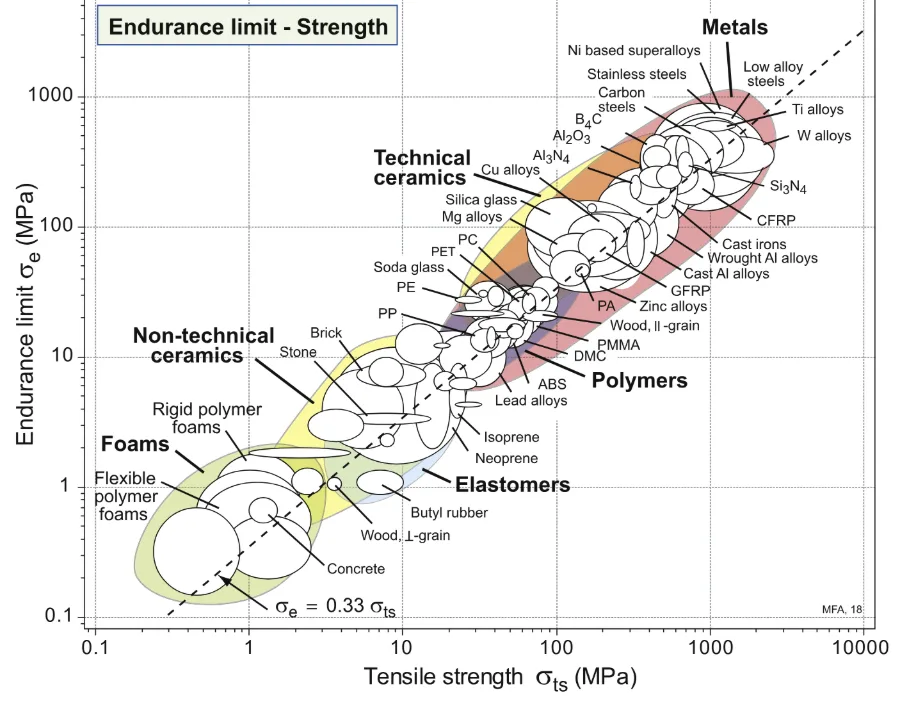 Endurance limit - Strength
Metals
Ni based superalloys
Low alloy
steels
Stainless steels
Carbon
steels
Ti alloys
B4C
W alloys
Al2O3
Al3N4
Technical
ceramics
Cu alloys
Si3N4
Silica glass
Mg alloys
CFRP
PC
Cast irons
PET
Wrought Al alloys
Soda glass
Cast Al alloys
PE
GFRP
PA
Zinc alloys
PP
Wood, ॥ -grain
Non-technical
ceramics
Brick
Stone
PMMA
DMC
Polymers
ABS
Lead alloys
Rigid polymer
foams
Foams
Isoprene
Neoprene
Flexible
polymer
foams
Elastomers
Butyl rubber
Wood, ⊥-grain
Concrete
σe = 0.33 σts
MFA, 18
1000
100
10
1
0.1
Endurance limit σe (MPa)
0.1 1 10 100 1000 10000
Tensile strength σts (MPa)